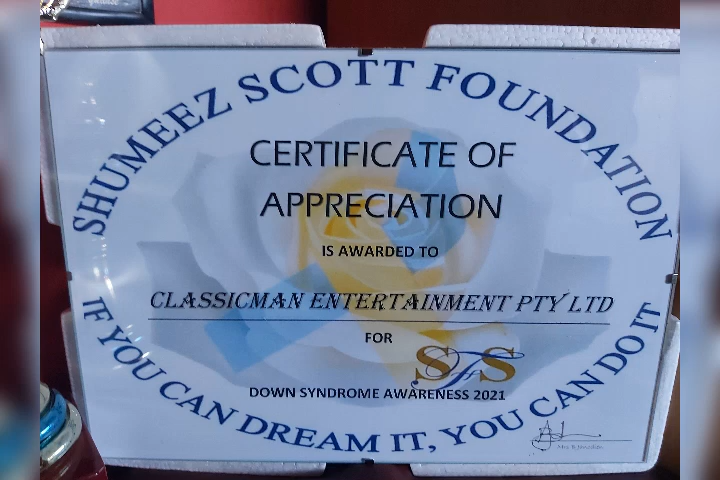 SHUMEEZ SCOTT FOUNDATION
CERTIFICATE OF
APPRECIATION
IS AWARDED TO
CLASSICMAN ENTERTAINMENT PTY LTD
FOR
SFS
DOWN SYNDROME AWARENESS 2021
IF YOU CAN DREAM IT, YOU CAN DO IT